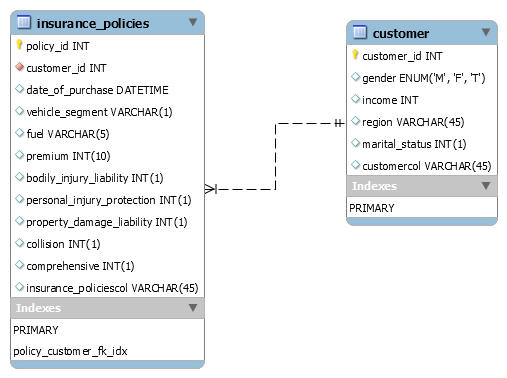 insurance_policies
policy_id INT
customer_id INT
date_of_purchase DATETIME
vehicle_segment VARCHAR(1)
fuel VARCHAR(5)
premium INT(10)
bodily_injury_liability INT(1)
personal_injury_protection INT(1)
property_damage_liability INT(1)
collision INT(1)
comprehensive INT(1)
insurance_policiescol VARCHAR(45)
Indexes
PRIMARY
policy_customer_fk_idx
customer
customer_id INT
gender ENUM('M', 'F', 'T')
income INT
region VARCHAR(45)
marital_status INT(1)
customercol VARCHAR(45)
Indexes
PRIMARY